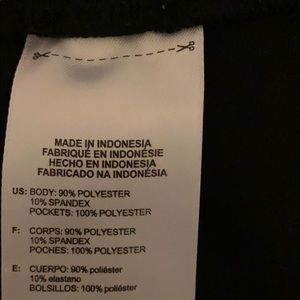 MADE IN INDONESIA
FABRIQUÉ EN INDONÉSIE
HECHO EN INDONESIA
FABRICADO NA INDONÉSIA
US: BODY: 90% POLYESTER
10% SPANDEX
POCKETS: 100% POLYESTER
F: CORPS: 90% POLYESTER
10% SPANDEX
POCHES: 100% POLYESTER
E: CUERPO: 90% poliéster
10% elastano
BOLSILLOS: 100% poliéster